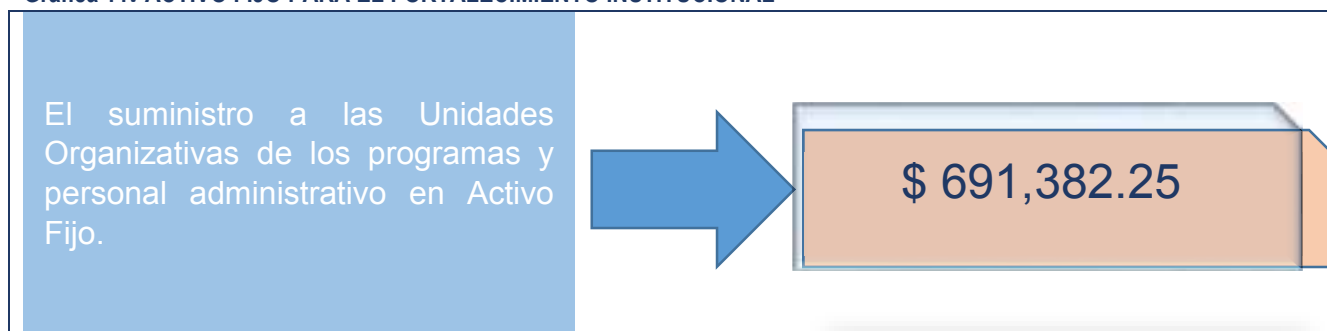 El suministro a las Unidades
Organizativas de los programas y
personal administrativo en Activo
Fijo.
$ 691,382.25